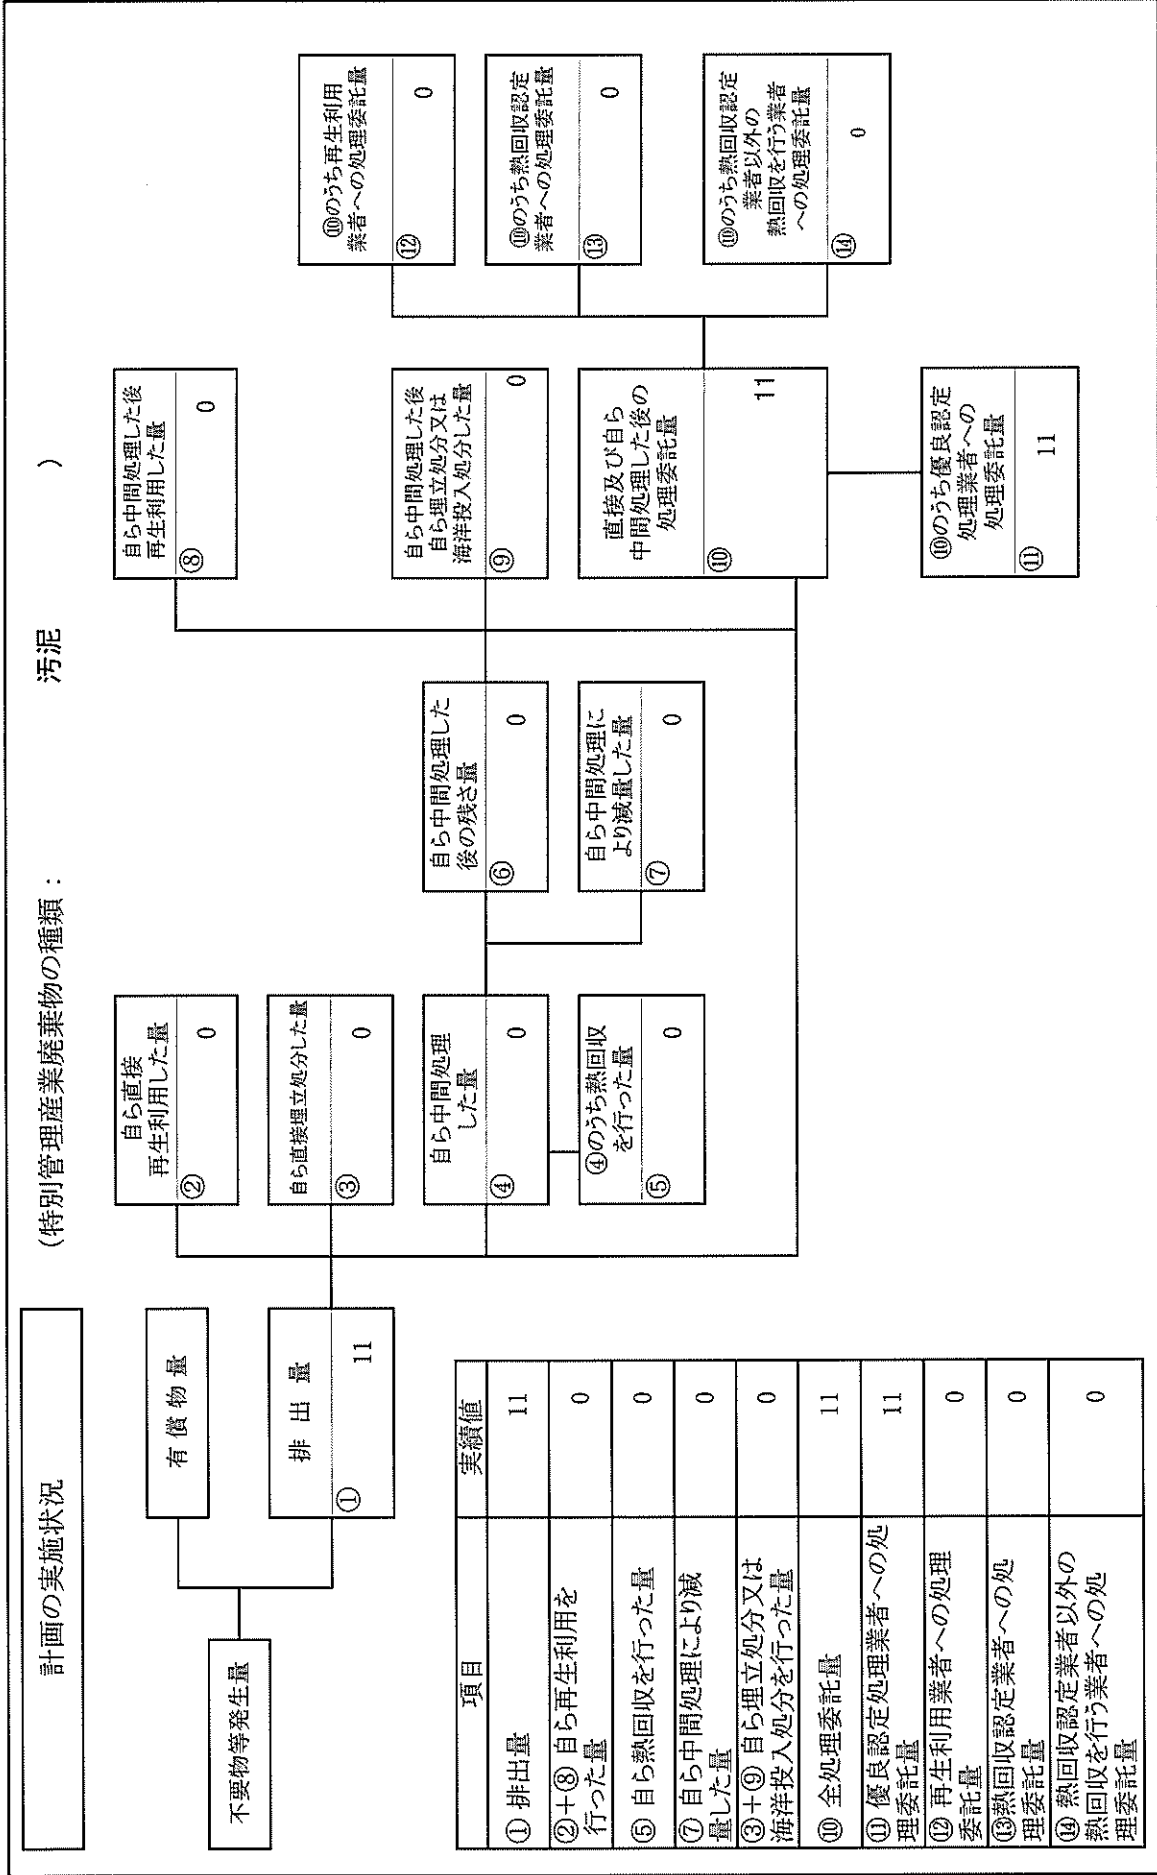 計画の実施状況
(特別管理産業廃棄物の種類： 汚泥 )
不要物等発生量
有 償 物 量
排 出 量
① 11
自ら直接
再生利用した量
② 0
自ら直接埋立処分した量
③ 0
自ら中間処理
した量
④ 0
④のうち熱回収
を行った量
⑤ 0
自ら中間処理した
後の残さ量
⑥ 0
自ら中間処理に
より減量した量
⑦ 0
自ら中間処理した後
再生利用した量
⑧ 0
自ら中間処理した後
自ら埋立処分又は
海洋投入処分した量
⑨ 0
直接及び自ら
中間処理した後の
処理委託量
⑩ 11
⑩のうち優良認定
処理業者への
処理委託量
⑪ 11
⑩のうち再生利用
業者への処理委託量
⑫ 0
⑩のうち熱回収認定
業者への処理委託量
⑬ 0
⑩のうち熱回収認定
業者以外の
熱回収を行う業者
への処理委託量
⑭ 0
項目 実績値
① 排出量 11
②＋⑧ 自ら再生利用を
行った量 0
⑤ 自ら熱回収を行った量 0
⑦ 自ら中間処理により減
量した量 0
③＋⑨ 自ら埋立処分又は
海洋投入処分を行った量 0
⑩ 全処理委託量 11
⑪ 優良認定処理業者への処
理委託量 11
⑫ 再生利用業者への処理
委託量 0
⑬熱回収認定業者への処
理委託量 0
⑭ 熱回収認定業者以外の
熱回収を行う業者への処
理委託量 0